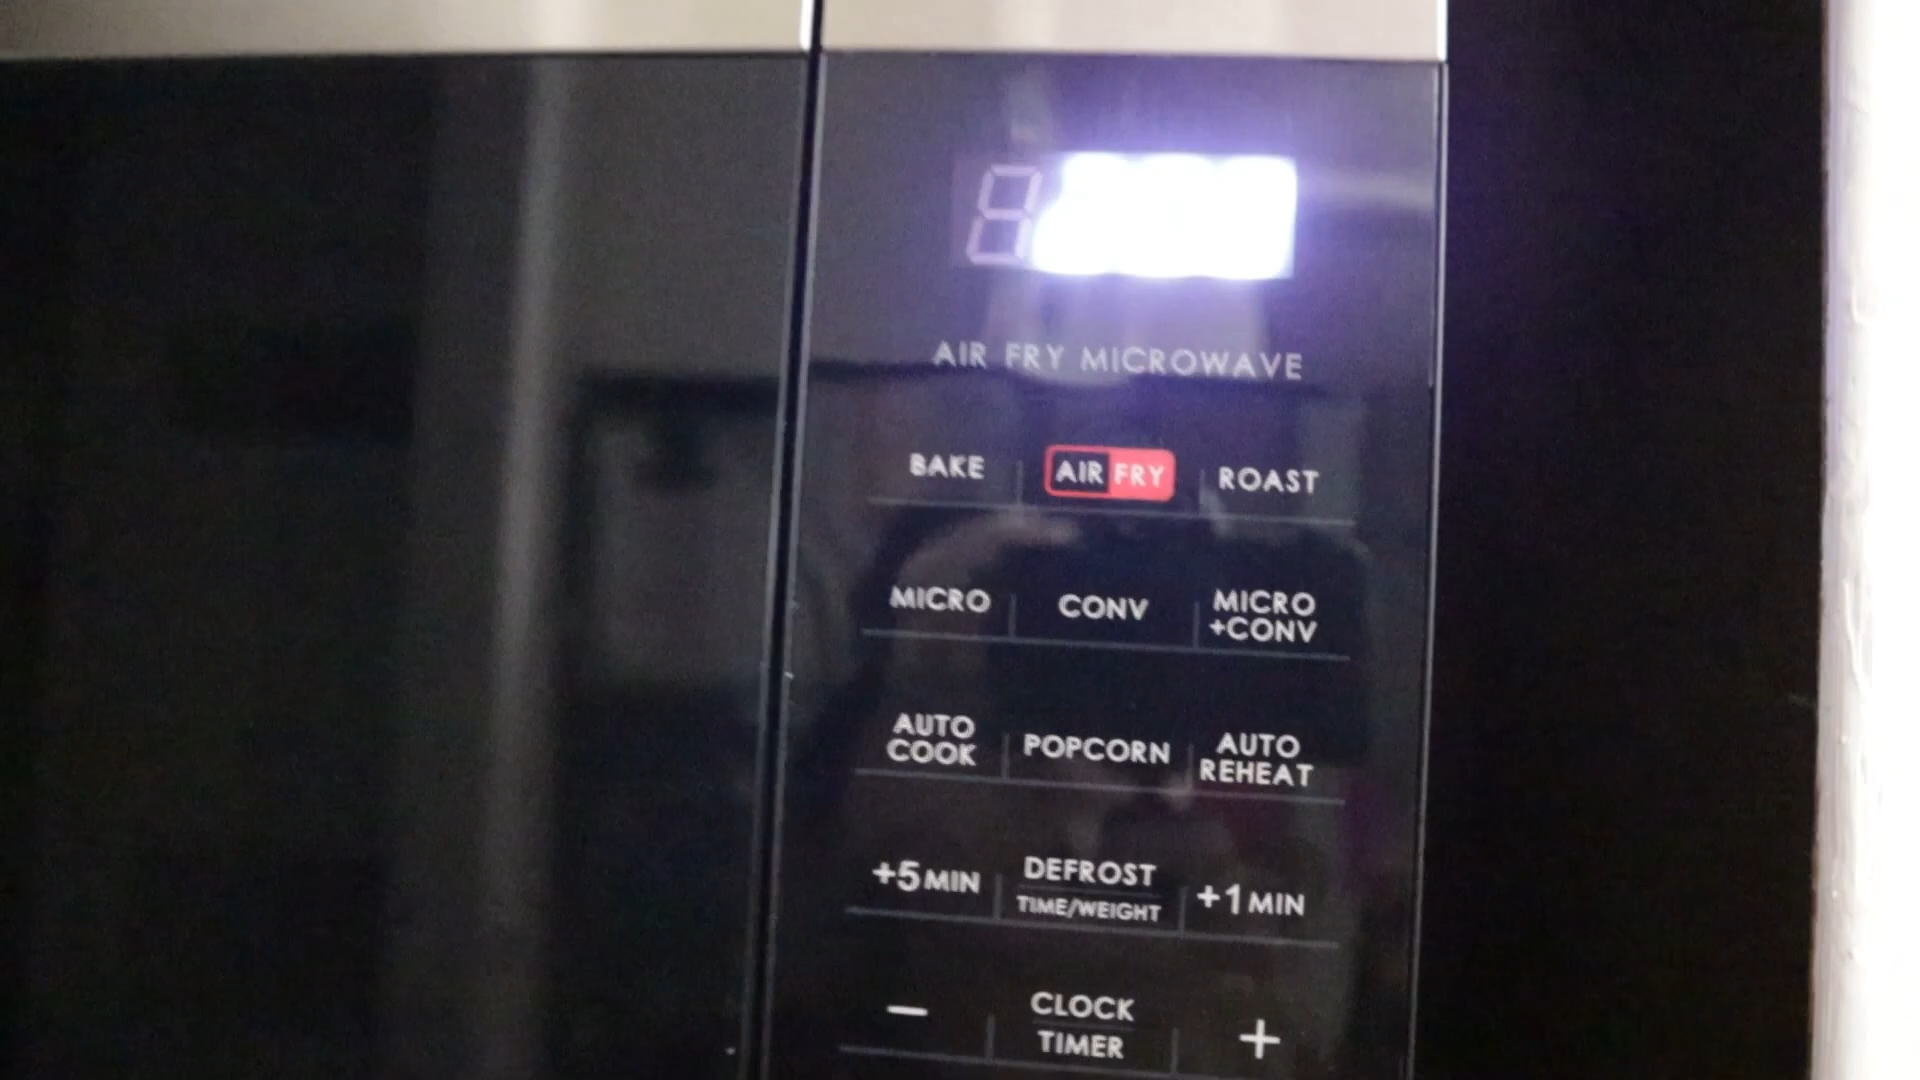 AIR FRY MICROWAVE
BAKE AIR FRY ROAST
MICRO CONV MICRO +CONV
AUTO COOK POPCORN AUTO REHEAT
+5 MIN DEFROST TIME/WEIGHT +1 MIN
− CLOCK TIMER +